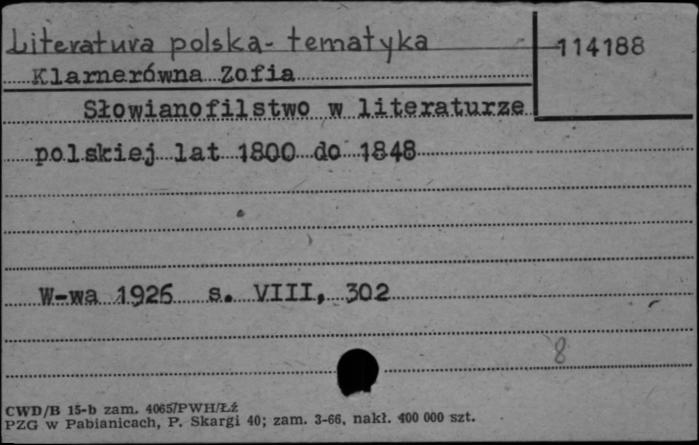 Literatura polska - tematyka
114188
Klarnerówna Zofia
Słowianofilstwo w literaturze
polskiej lat 1800 do 1848
W-wa 1926 s. VIII, 302
8
CWD/B 15-b zam. 4065/PWH/Łź
PZG w Pabianicach, P. Skargi 40; zam. 3-66, nakł. 400 000 szt.